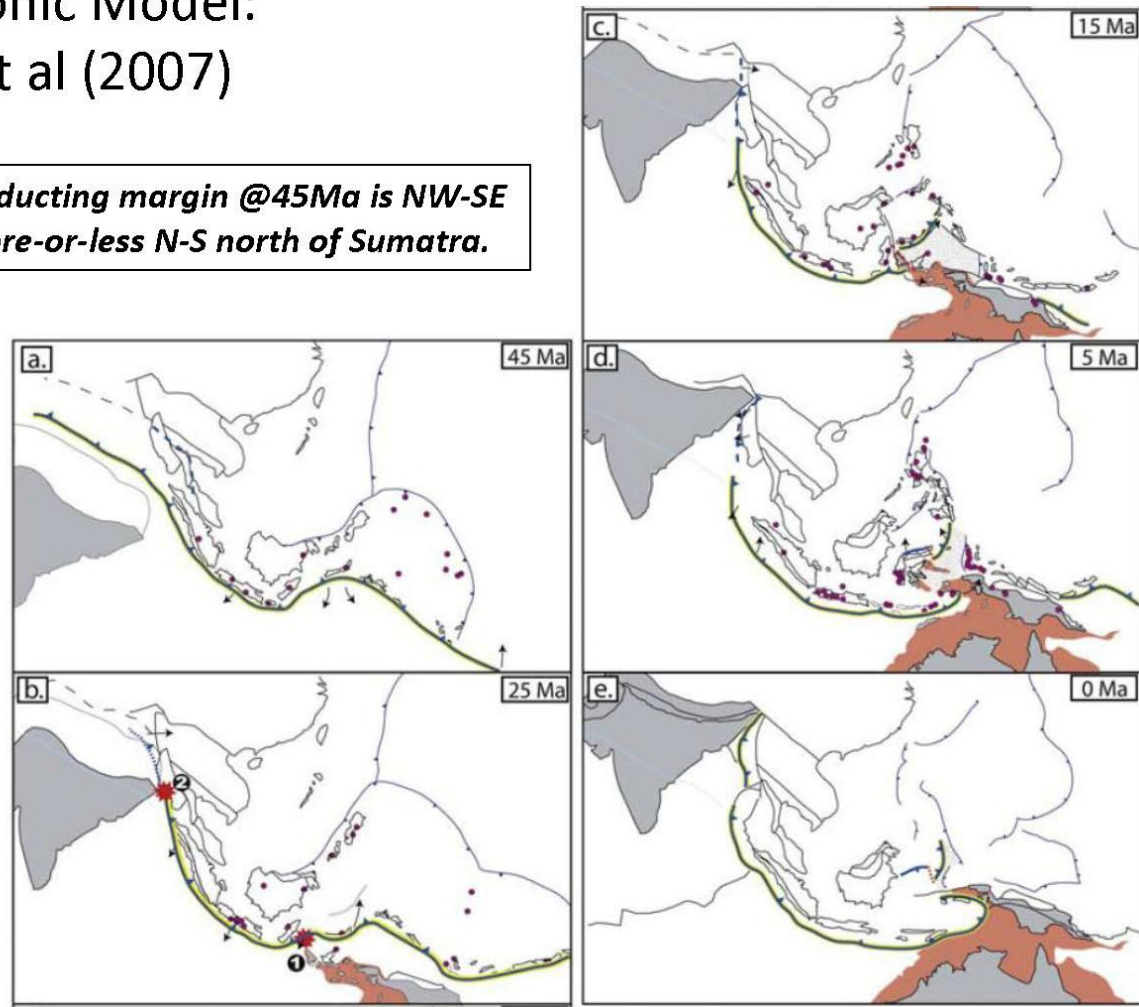 onic Model:
t al (2007)
ducting margin @45Ma is NW-SE
re-or-less N-S north of Sumatra.
a.
45 Ma
b.
25 Ma
2
1
c.
15 Ma
d.
5 Ma
e.
0 Ma